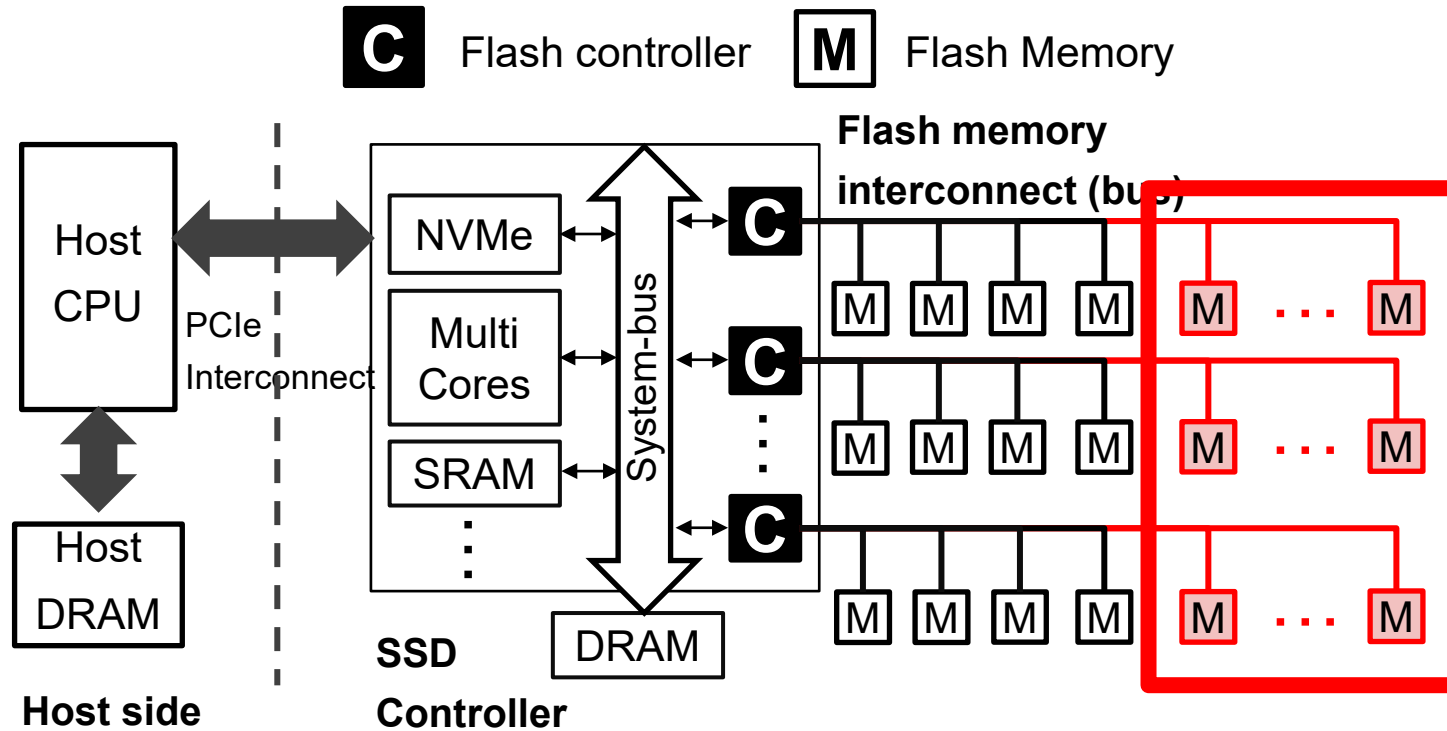 C Flash controller M Flash Memory
Flash memory
interconnect (bus)
Host
CPU
PCIe
Interconnect
Host
DRAM
Host side
NVMe
Multi
Cores
SRAM
⋮
System-bus
DRAM
SSD
Controller
C
C
⋮
C
M M M M M ... M
M M M M M ... M
M M M M M ... M